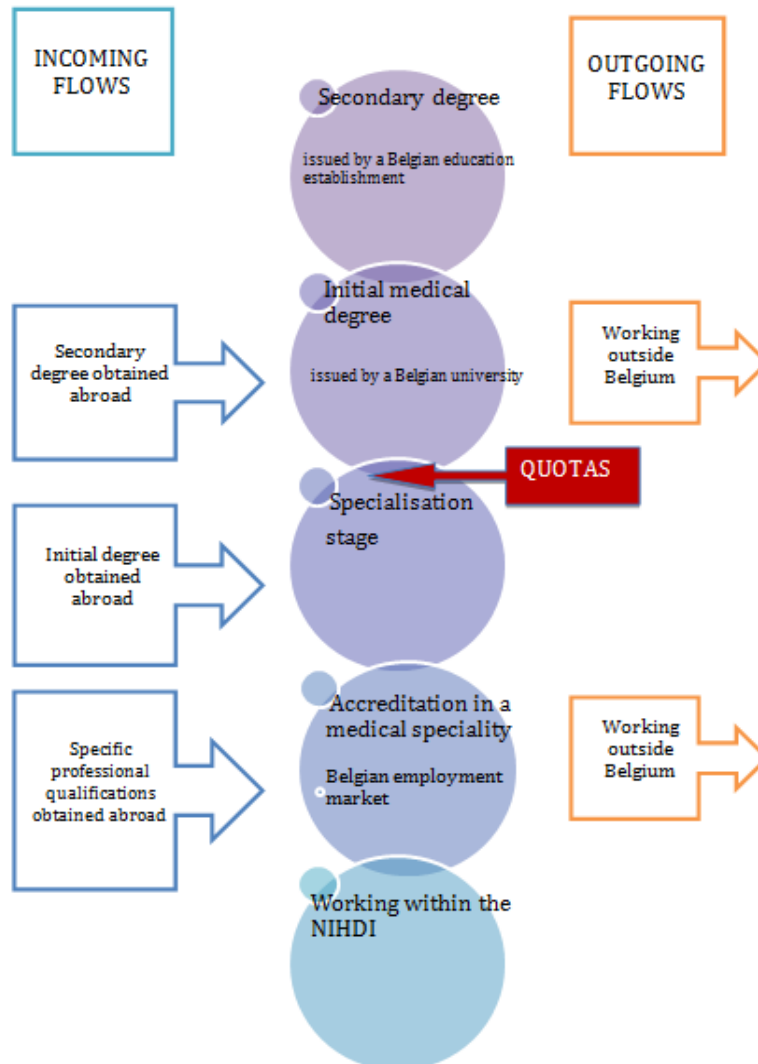 INCOMING
FLOWS
OUTGOING
FLOWS
Secondary degree
issued by a Belgian education
establishment
Initial medical
degree
issued by a Belgian university
Secondary
degree obtained
abroad
Working
outside
Belgium
QUOTAS
Specialisation
stage
Initial degree
obtained
abroad
Accreditation in a
medical speciality
Belgian employment
market
Specific
professional
qualifications
obtained abroad
Working
outside
Belgium
Working within the
NIHDI